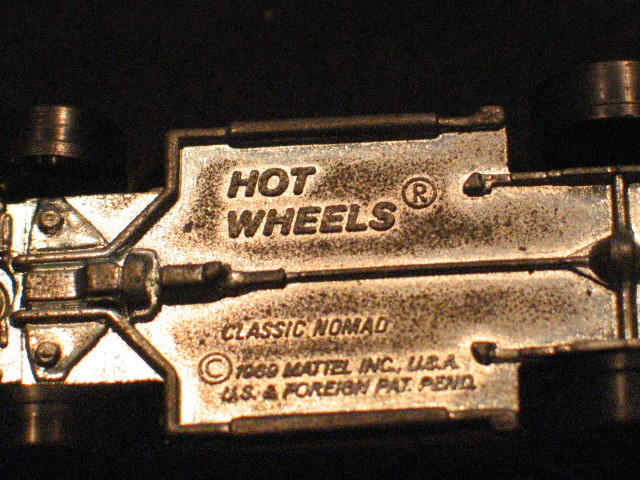 HOT
WHEELS®
CLASSIC NOMAD
© 1969 MATTEL INC., U.S.A.
U.S. & FOREIGN PAT. PEND.